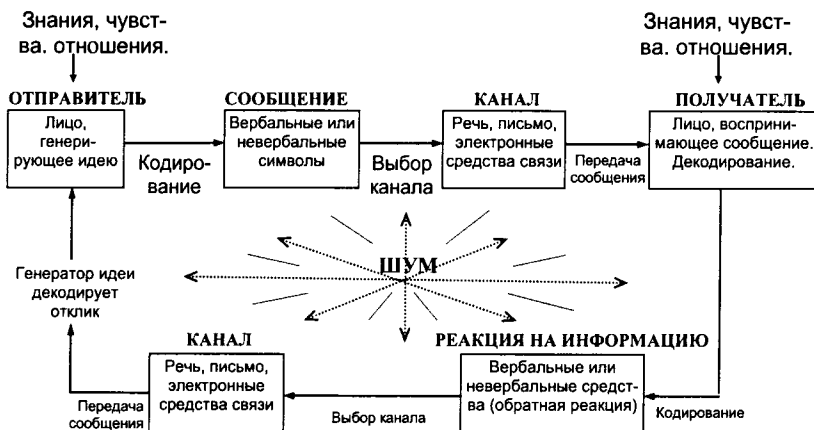 Знания, чувст-
ва. отношения.
Знания, чувст-
ва. отношения.
ОТПРАВИТЕЛЬ
Лицо,
генери-
рующее идею
Кодиро-
вание
СООБЩЕНИЕ
Вербальные или
невербальные
символы
Выбор
канала
КАНАЛ
Речь, письмо,
электронные
средства связи
Передача
сообщения
ПОЛУЧАТЕЛЬ
Лицо, восприни-
мающее сообщение.
Декодирование.
ШУМ
Генератор идеи
декодирует
отклик
КАНАЛ
Речь, письмо,
электронные
средства связи
Передача
сообщения
Выбор канала
РЕАКЦИЯ НА ИНФОРМАЦИЮ
Вербальные или
невербальные средст-
ва (обратная реакция)
Кодирование